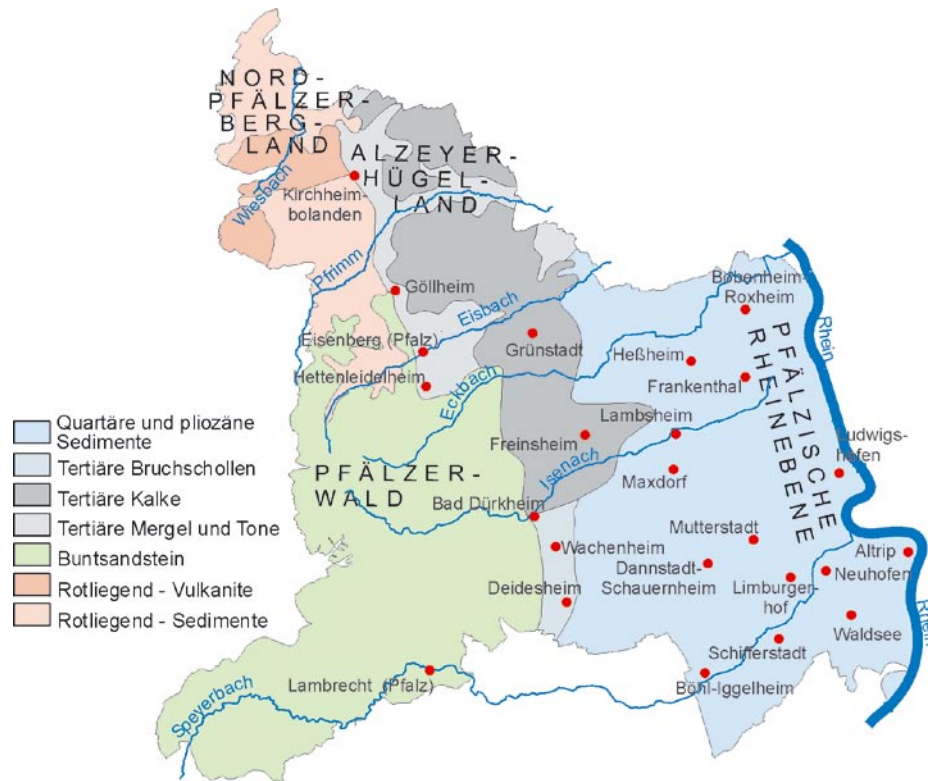 NORD-
PFÄLZER-
BERG-
LAND
ALZEYER-
HÜGEL-
LAND
Kirchheim-
bolanden
Wiesbach
Pfrimm
Göllheim
Eisbach
Eisenberg (Pfalz)
Hettenleidelheim
Eckbach
Grünstadt
Bobenheim-
Roxheim
Rhein
Heßheim
Frankenthal
PFÄLZISCHE
RHEINEBENE
Lambsheim
Freinsheim
Isenach
Maxdorf
Ludwigs-
hafen
PFÄLZER-
WALD
Bad Dürkheim
Wachenheim
Mutterstadt
Dannstadt-
Schauernheim
Deidesheim
Limburger-
hof
Altrip
Neuhofen
Waldsee
Rhein
Schifferstadt
Böhl-Iggelheim
Lambrecht (Pfalz)
Speyerbach
Quartäre und pliozäne
Sedimente
Tertiäre Bruchschollen
Tertiäre Kalke
Tertiäre Mergel und Tone
Buntsandstein
Rotliegend - Vulkanite
Rotliegend - Sedimente